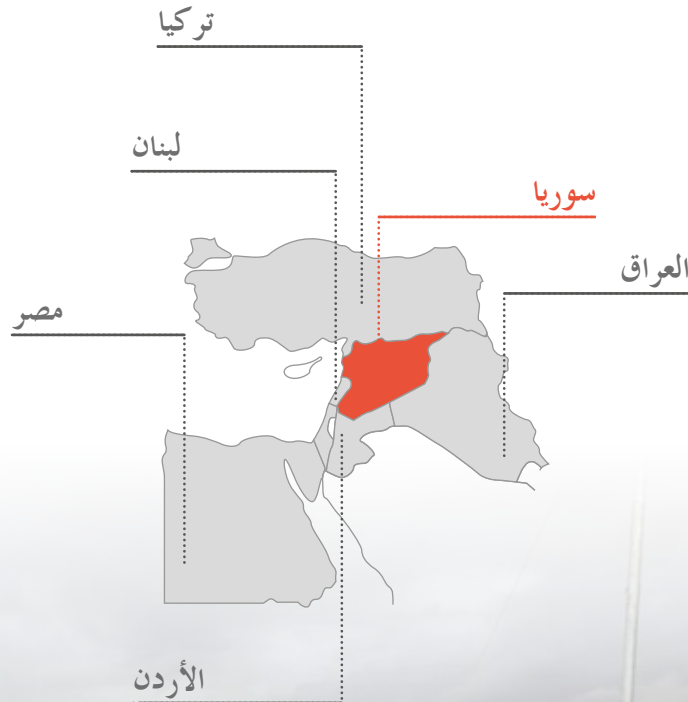 تركيا
لبنان
سوريا
العراق
مصر
الأردن